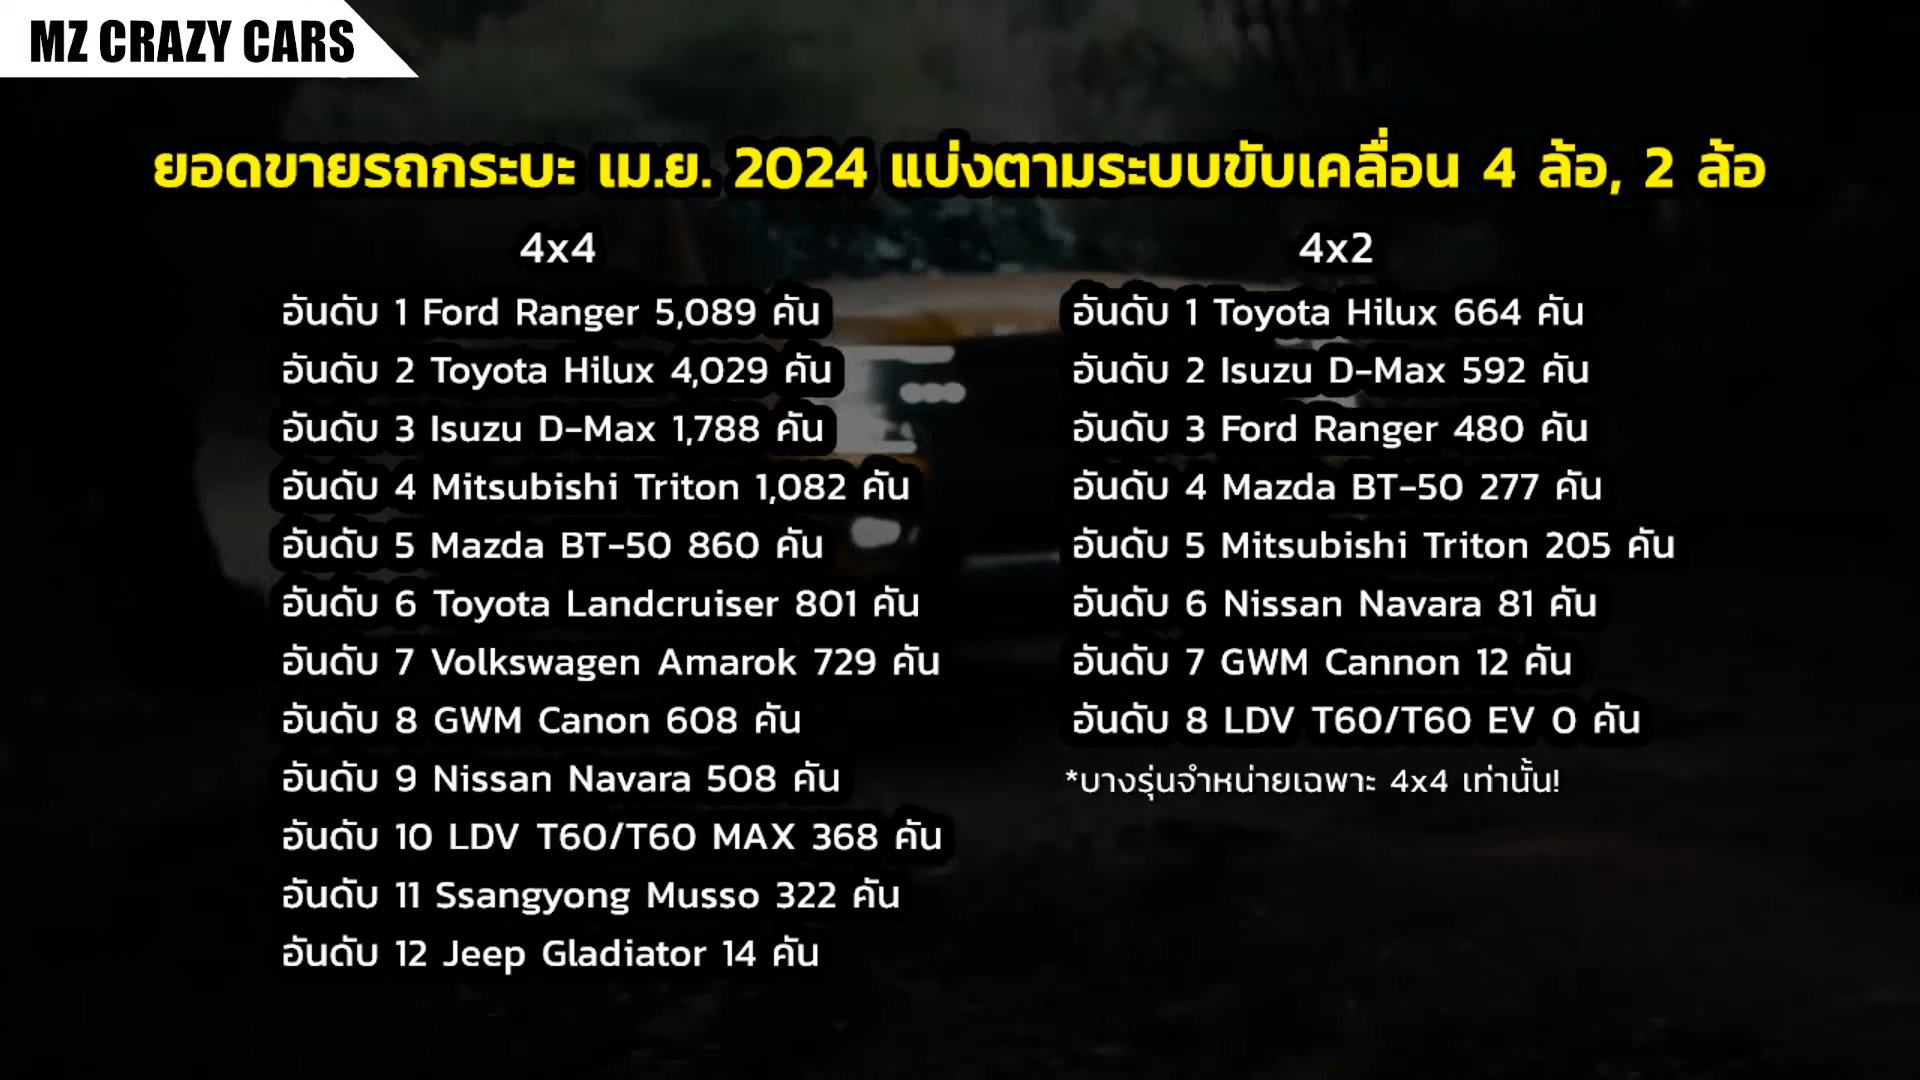 MZ CRAZY CARS
ยอดขายรถกระบะ เม.ย. 2024 แบ่งตามระบบขับเคลื่อน 4 ล้อ, 2 ล้อ
4x4
อันดับ 1 Ford Ranger 5,089 คัน
อันดับ 2 Toyota Hilux 4,029 คัน
อันดับ 3 Isuzu D-Max 1,788 คัน
อันดับ 4 Mitsubishi Triton 1,082 คัน
อันดับ 5 Mazda BT-50 860 คัน
อันดับ 6 Toyota Landcruiser 801 คัน
อันดับ 7 Volkswagen Amarok 729 คัน
อันดับ 8 GWM Canon 608 คัน
อันดับ 9 Nissan Navara 508 คัน
อันดับ 10 LDV T60/T60 MAX 368 คัน
อันดับ 11 Ssangyong Musso 322 คัน
อันดับ 12 Jeep Gladiator 14 คัน
4x2
อันดับ 1 Toyota Hilux 664 คัน
อันดับ 2 Isuzu D-Max 592 คัน
อันดับ 3 Ford Ranger 480 คัน
อันดับ 4 Mazda BT-50 277 คัน
อันดับ 5 Mitsubishi Triton 205 คัน
อันดับ 6 Nissan Navara 81 คัน
อันดับ 7 GWM Cannon 12 คัน
อันดับ 8 LDV T60/T60 EV 0 คัน
*บางรุ่นจำหน่ายเฉพาะ 4x4 เท่านั้น!